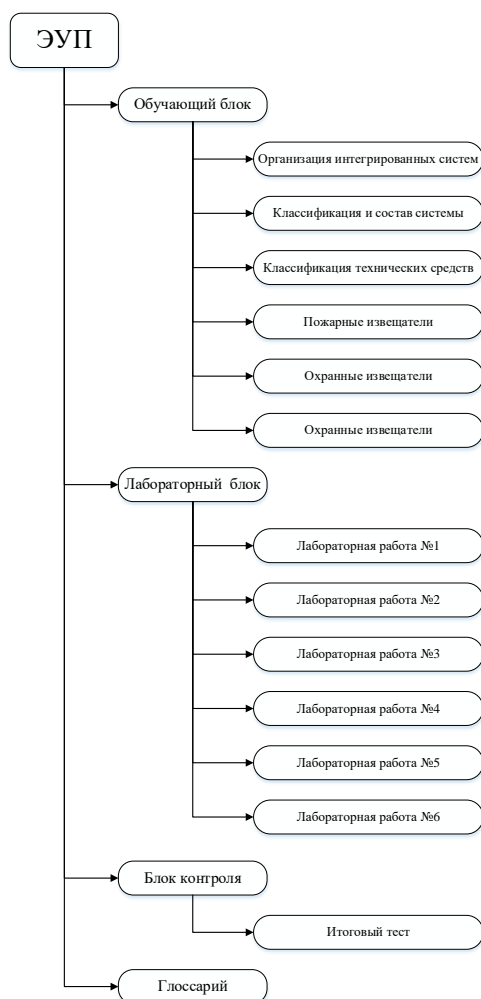 ЭУП
Обучающий блок
Организация интегрированных систем
Классификация и состав системы
Классификация технических средств
Пожарные извещатели
Охранные извещатели
Охранные извещатели
Лабораторный блок
Лабораторная работа №1
Лабораторная работа №2
Лабораторная работа №3
Лабораторная работа №4
Лабораторная работа №5
Лабораторная работа №6
Блок контроля
Итоговый тест
Глоссарий